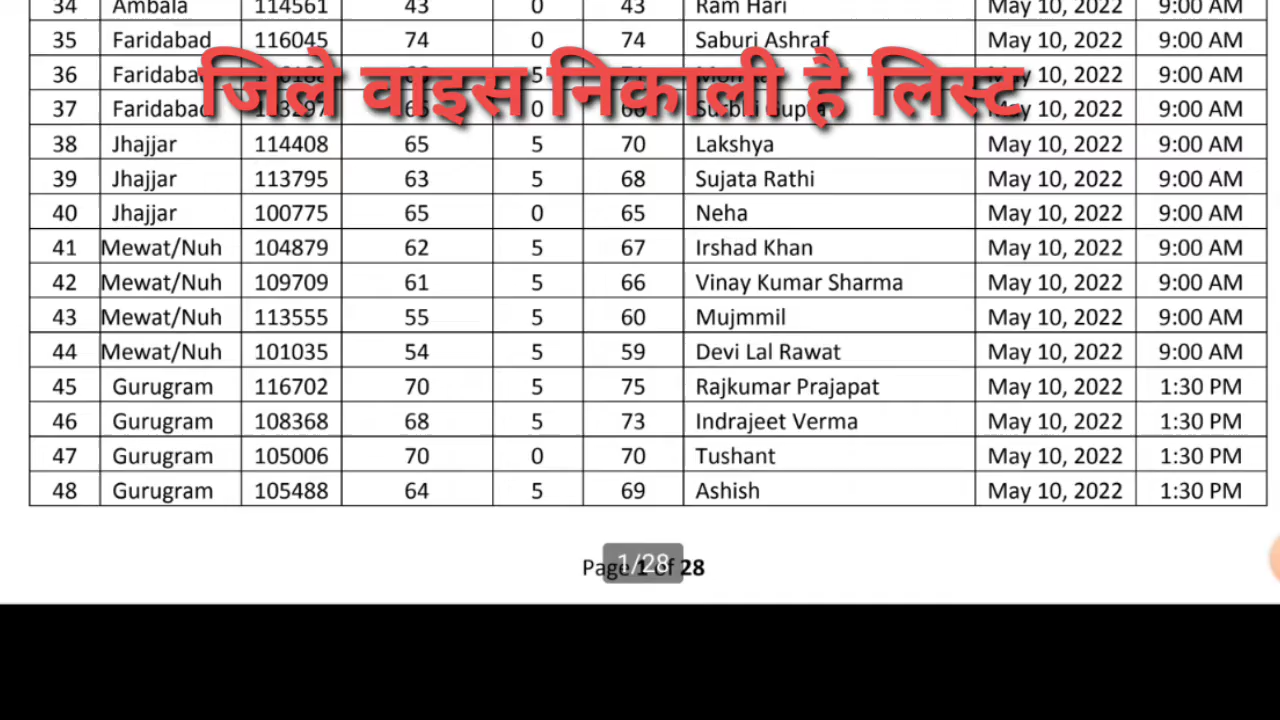 34 Ambala 114561 43 0 43 Ram Hari May 10, 2022 9:00 AM
35 Faridabad 116045 74 0 74 Saburi Ashraf May 10, 2022 9:00 AM
जिले वाइस निकाली है लिस्ट
36 Faridabad 5 71 May 10, 2022 9:00 AM
37 Faridabad 0 Gupta May 10, 2022 9:00 AM
38 Jhajjar 114408 65 5 70 Lakshya May 10, 2022 9:00 AM
39 Jhajjar 113795 63 5 68 Sujata Rathi May 10, 2022 9:00 AM
40 Jhajjar 100775 65 0 65 Neha May 10, 2022 9:00 AM
41 Mewat/Nuh 104879 62 5 67 Irshad Khan May 10, 2022 9:00 AM
42 Mewat/Nuh 109709 61 5 66 Vinay Kumar Sharma May 10, 2022 9:00 AM
43 Mewat/Nuh 113555 55 5 60 Mujmmil May 10, 2022 9:00 AM
44 Mewat/Nuh 101035 54 5 59 Devi Lal Rawat May 10, 2022 9:00 AM
45 Gurugram 116702 70 5 75 Rajkumar Prajapat May 10, 2022 1:30 PM
46 Gurugram 108368 68 5 73 Indrajeet Verma May 10, 2022 1:30 PM
47 Gurugram 105006 70 0 70 Tushant May 10, 2022 1:30 PM
48 Gurugram 105488 64 5 69 Ashish May 10, 2022 1:30 PM
Page 1 of 28
1/28